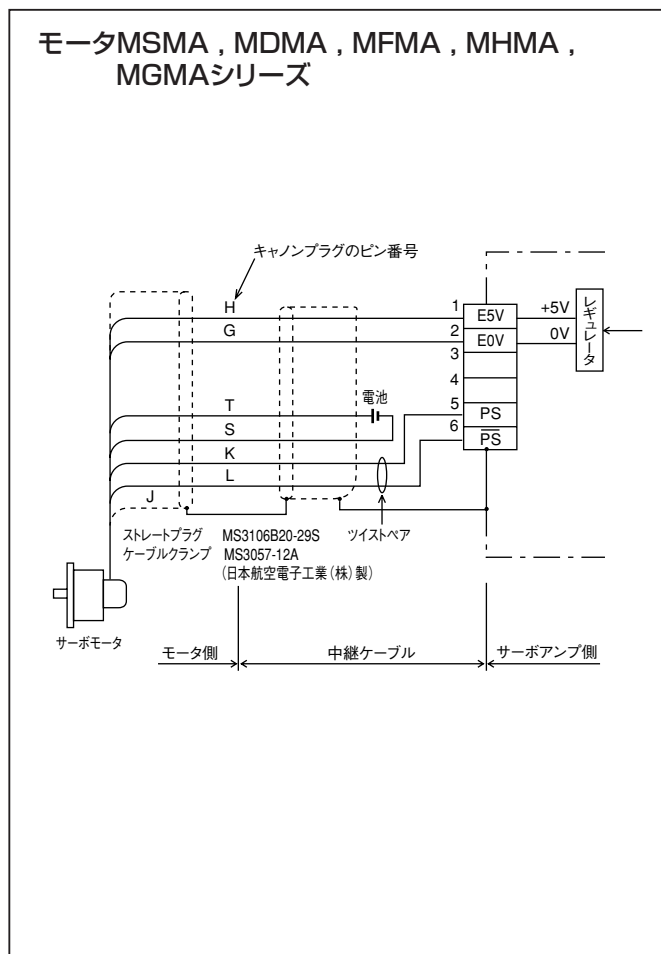 モータMSMA , MDMA , MFMA , MHMA ,
MGMAシリーズ
キャノンプラグのピン番号
H
G
T
S
K
L
J
電池
1
2
3
4
5
6
E5V
E0V
PS
P̅S̅
+5V
0V
レギュレータ
ストレートプラグ MS3106B20-29S
ケーブルクランプ MS3057-12A
(日本航空電子工業(株)製)
ツイストペア
サーボモータ
モータ側
中継ケーブル
サーボアンプ側